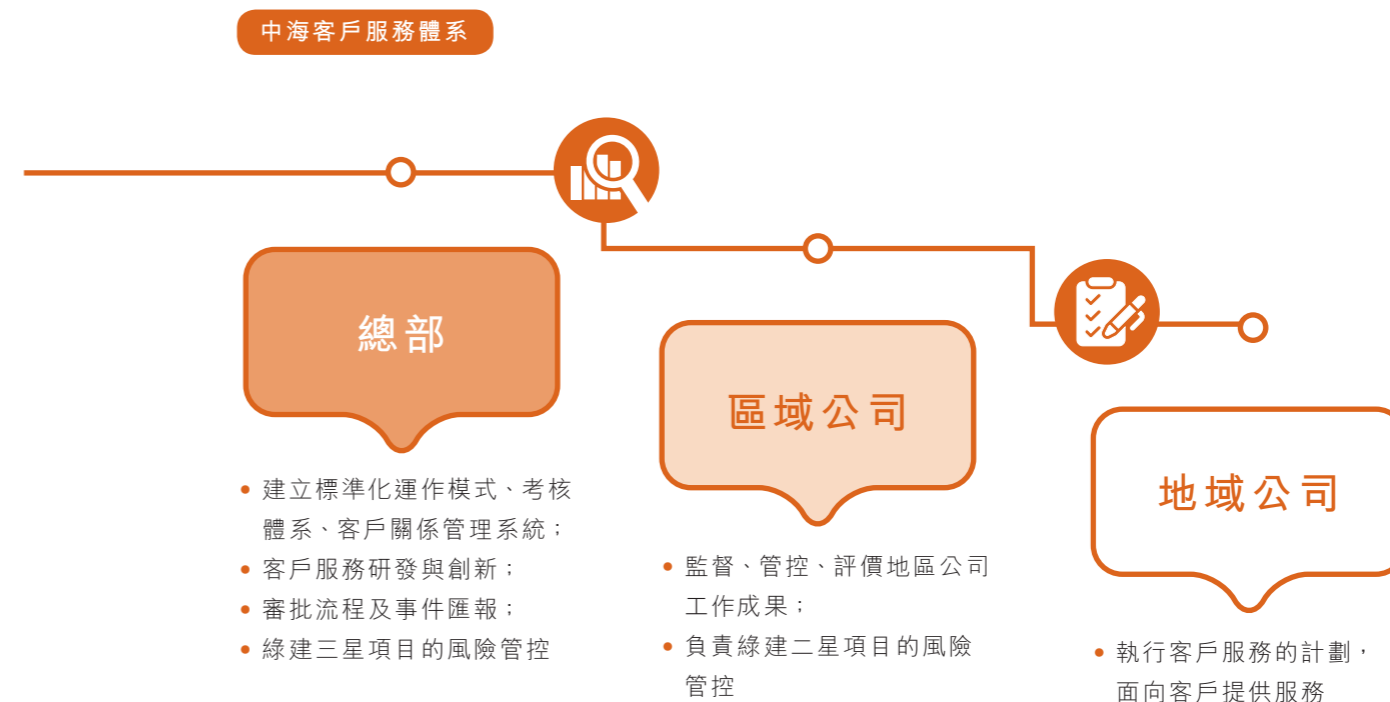 中海客戶服務體系
總部
• 建立標準化運作模式、考核
體系、客戶關係管理系統；
• 客戶服務研發與創新；
• 審批流程及事件匯報；
• 綠建三星項目的風險管控
區域公司
• 監督、管控、評價地區公司
工作成果；
• 負責綠建二星項目的風險
管控
地域公司
• 執行客戶服務的計劃，
面向客戶提供服務